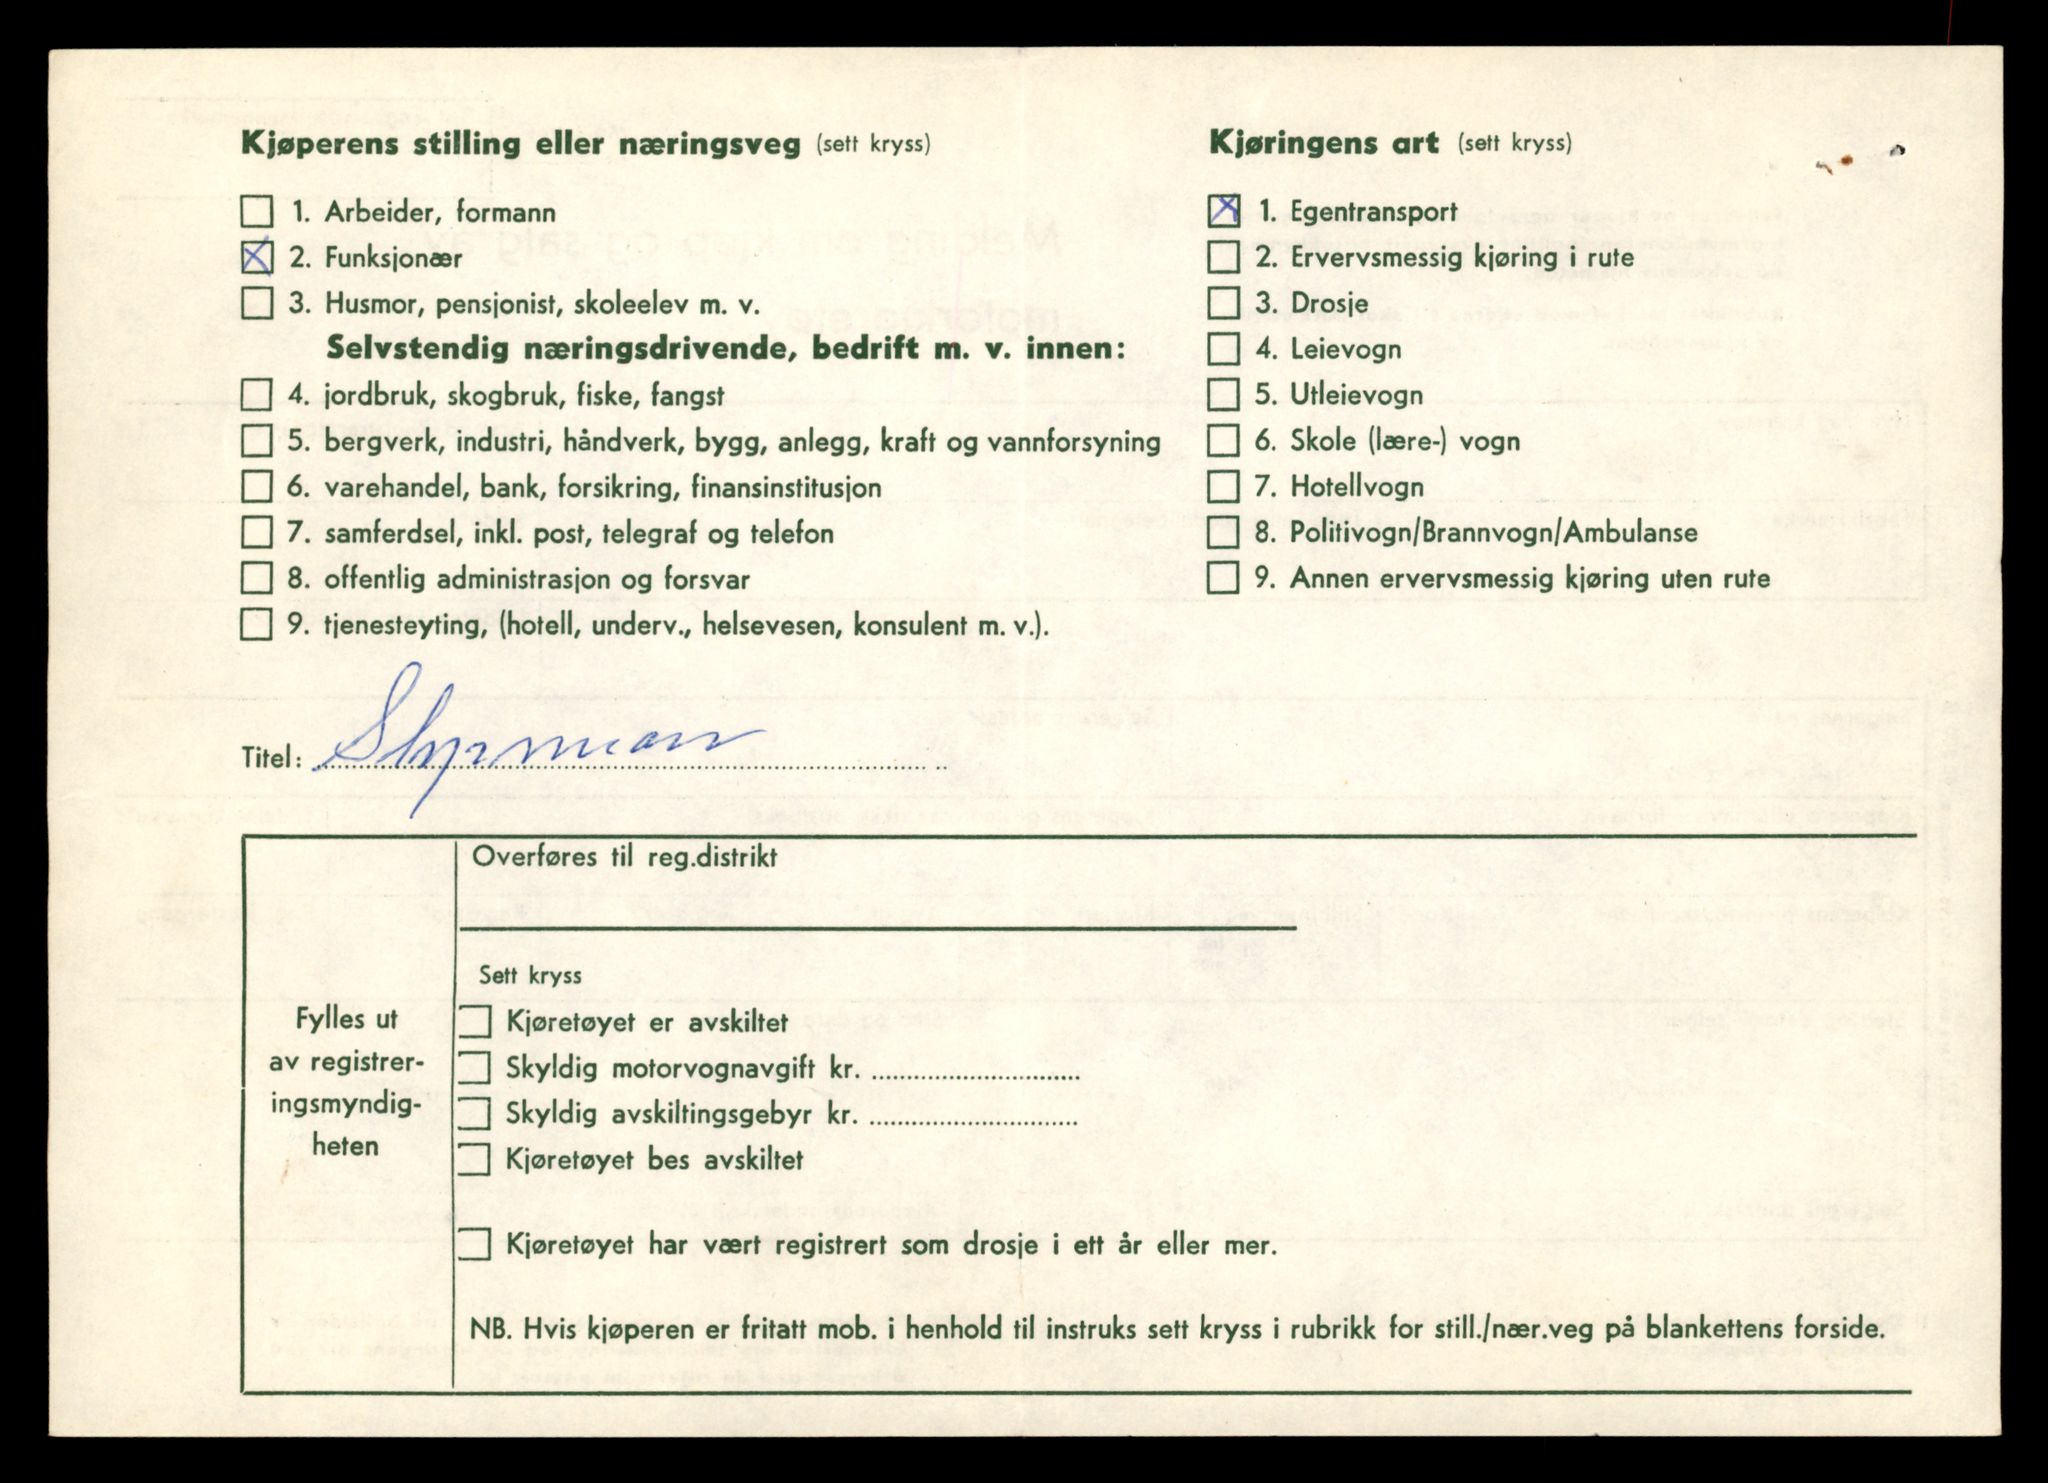 Kjøperens stilling eller næringsveg (sett kryss)
1. Arbeider, formann
2. Funksjonær
3. Husmor, pensjonist, skoleelev m. v.
Selvstendig næringsdrivende, bedrift m. v. innen:
4. jordbruk, skogbruk, fiske, fangst
5. bergverk, industri, håndverk, bygg, anlegg, kraft og vannforsyning
6. varehandel, bank, forsikring, finansinstitusjon
7. samferdsel, inkl. post, telegraf og telefon
8. offentlig administrasjon og forsvar
9. tjenesteyting, (hotell, underv., helsevesen, konsulent m. v.).
Kjøringens art (sett kryss)
1. Egentransport
2. Ervervsmessig kjøring i rute
3. Drosje
4. Leievogn
5. Utleievogn
6. Skole (lære-) vogn
7. Hotellvogn
8. Politivogn/Brannvogn/Ambulanse
9. Annen ervervsmessig kjøring uten rute
Titel: Styrmann
Fylles ut
av registrer-
ingsmyndig-
heten
Overføres til reg.distrikt
Sett kryss
Kjøretøyet er avskiltet
Skyldig motorvognavgift kr.
Skyldig avskiltingsgebyr kr.
Kjøretøyet bes avskiltet
Kjøretøyet har vært registrert som drosje i ett år eller mer.
NB. Hvis kjøperen er fritatt mob. i henhold til instruks sett kryss i rubrikk for still./nær.veg på blankettens forside.